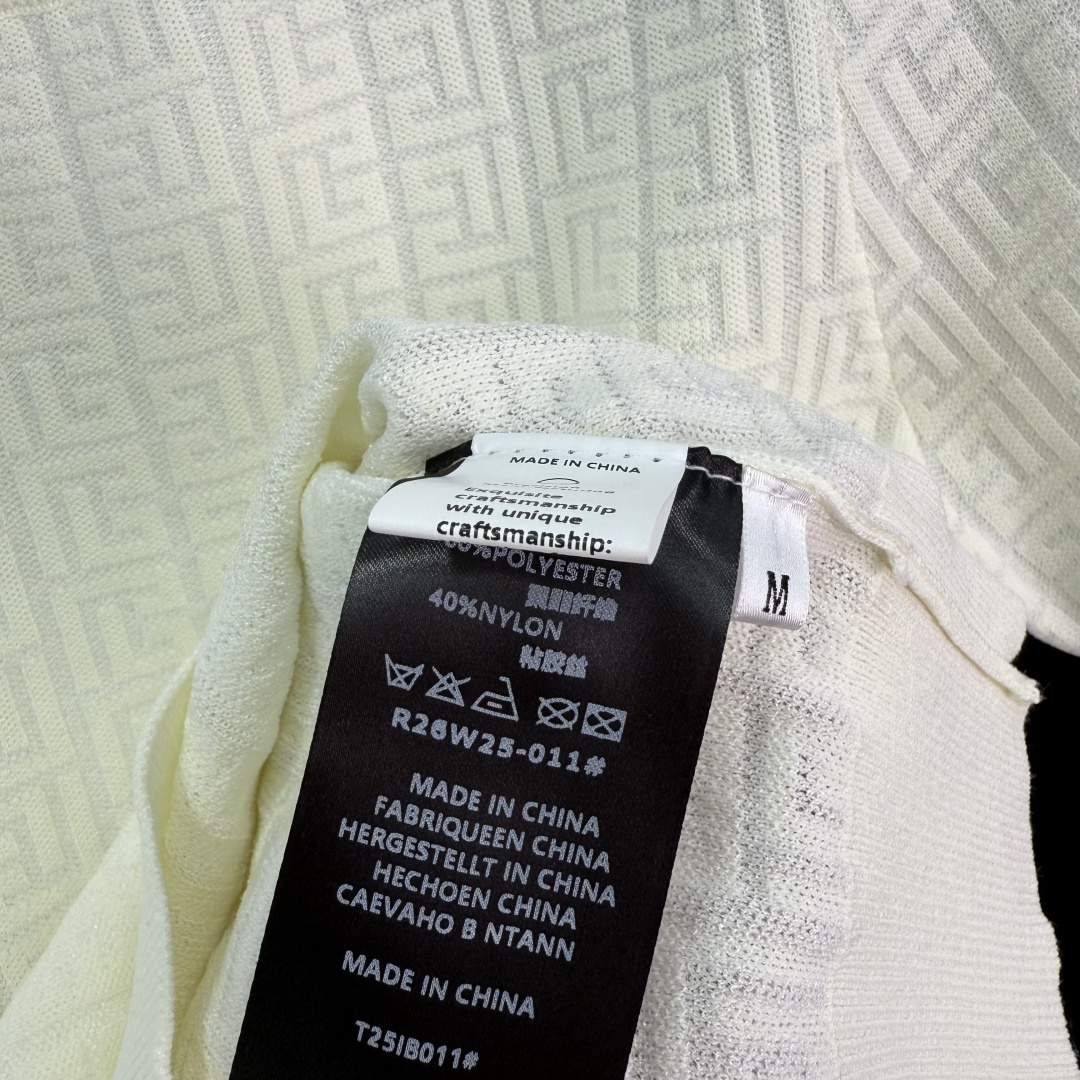 MADE IN CHINA
Exquisite
craftsmanship
with unique
craftsmanship:
%POLYESTER
40%NYLON
R26W25-011#
MADE IN CHINA
FABRIQUEEN CHINA
HERGESTELLT IN CHINA
HECHOEN CHINA
CAEVAHO B NTANN
MADE IN CHINA
T25IB011#
M